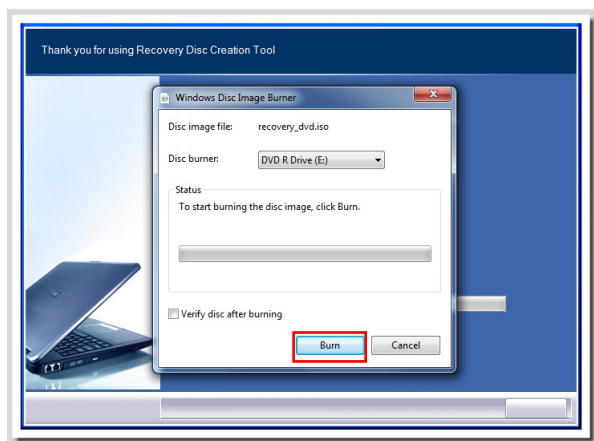 Thank you for using Recovery Disc Creation Tool
Windows Disc Image Burner
Disc image file: recovery_dvd.iso
Disc burner: DVD R Drive (E:)
Status
To start burning the disc image, click Burn.
Verify disc after burning
Burn Cancel